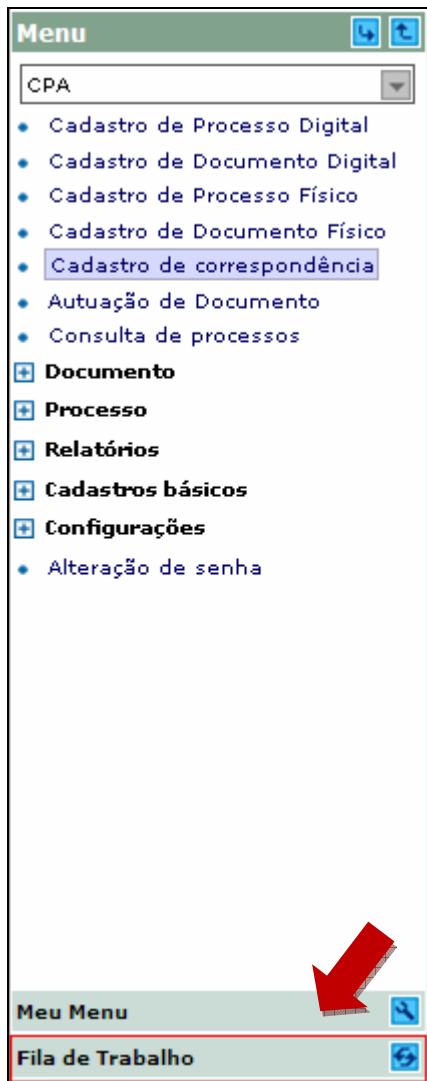 Menu
CPA
Cadastro de Processo Digital
Cadastro de Documento Digital
Cadastro de Processo Físico
Cadastro de Documento Físico
Cadastro de correspondência
Autuação de Documento
Consulta de processos
Documento
Processo
Relatórios
Cadastros básicos
Configurações
Alteração de senha
Meu Menu
Fila de Trabalho